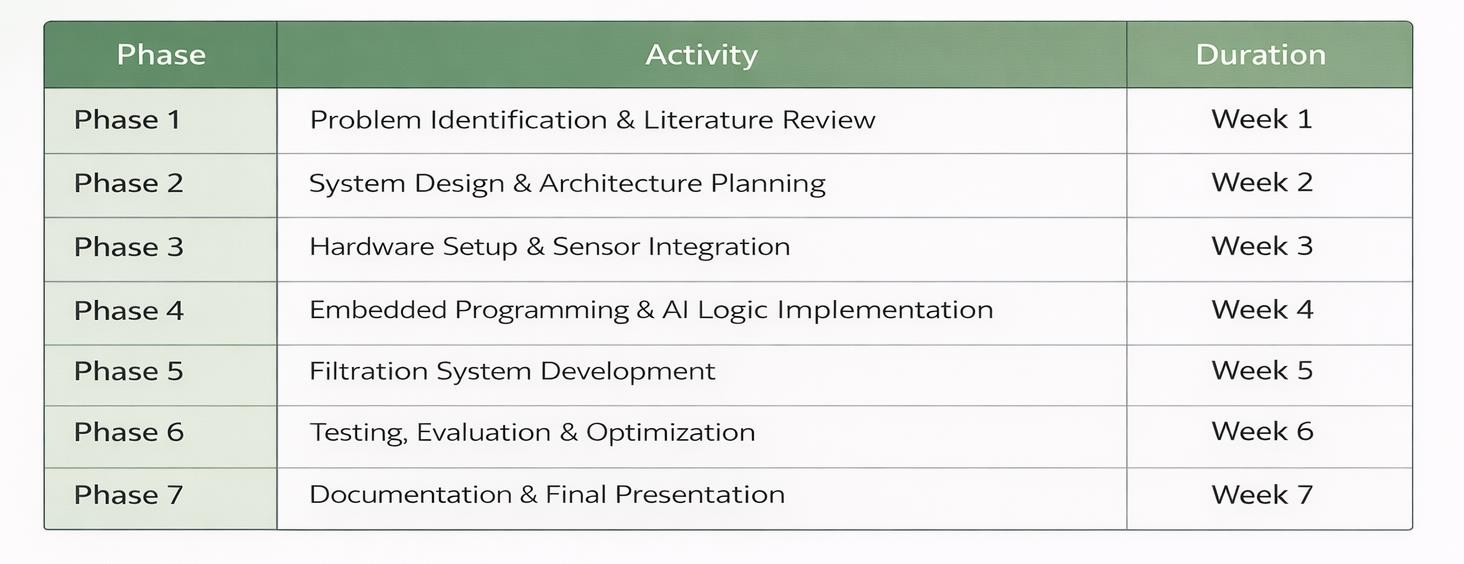 Phase Activity Duration
Phase 1 Problem Identification & Literature Review Week 1
Phase 2 System Design & Architecture Planning Week 2
Phase 3 Hardware Setup & Sensor Integration Week 3
Phase 4 Embedded Programming & AI Logic Implementation Week 4
Phase 5 Filtration System Development Week 5
Phase 6 Testing, Evaluation & Optimization Week 6
Phase 7 Documentation & Final Presentation Week 7